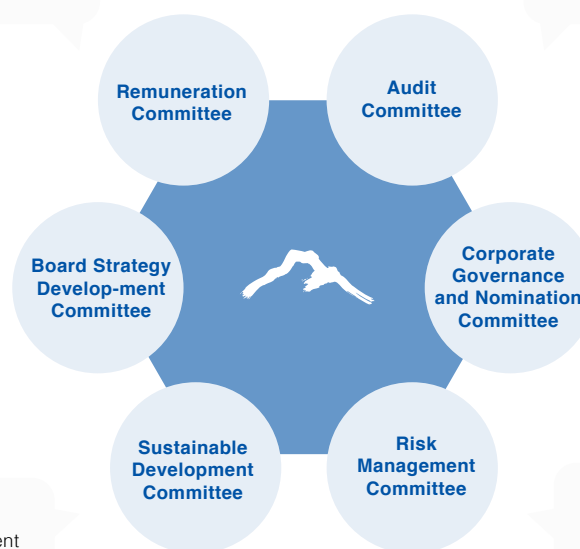 Remuneration
Committee
Audit
Committee
Board Strategy
Develop-ment
Committee
Corporate
Governance
and Nomination
Committee
Sustainable
Development
Committee
Risk
Management
Committee
ent